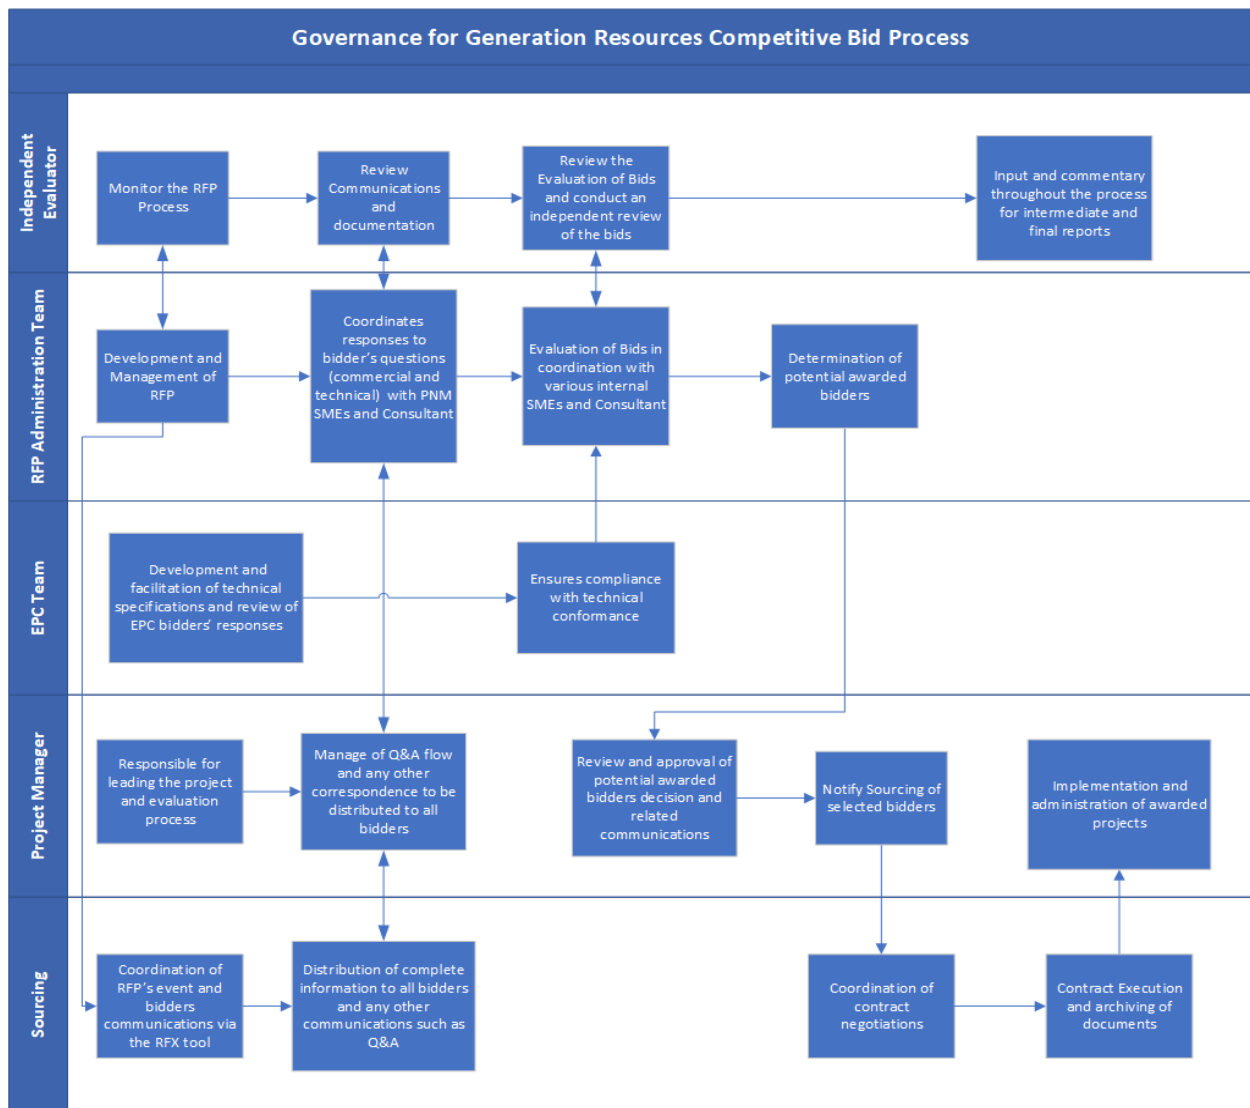 Governance for Generation Resources Competitive Bid Process
Independent
Evaluator
Monitor the RFP
Process
Review
Communications
and
documentation
Review the
Evaluation of Bids
and conduct an
independent review
of the bids
Input and commentary
throughout the process
for intermediate and
final reports
RFP Administration Team
Development and
Management of
RFP
Coordinates
responses to
bidder’s questions
(commercial and
technical) with PNM
SMEs and Consultant
Evaluation of Bids in
coordination with
various internal
SMEs and Consultant
Determination of
potential awarded
bidders
EPC Team
Development and
facilitation of technical
specifications and review of
EPC bidders’ responses
Ensures compliance
with technical
conformance
Project Manager
Responsible for
leading the project
and evaluation
process
Manage of Q&A flow
and any other
correspondence to be
distributed to all
bidders
Review and approval of
potential awarded
bidders decision and
related
communications
Notify Sourcing of
selected bidders
Implementation and
administration of awarded
projects
Sourcing
Coordination of
RFP’s event and
bidders
communications via
the RFX tool
Distribution of complete
information to all bidders
and any other
communications such as
Q&A
Coordination of
contract
negotiations
Contract Execution
and archiving of
documents